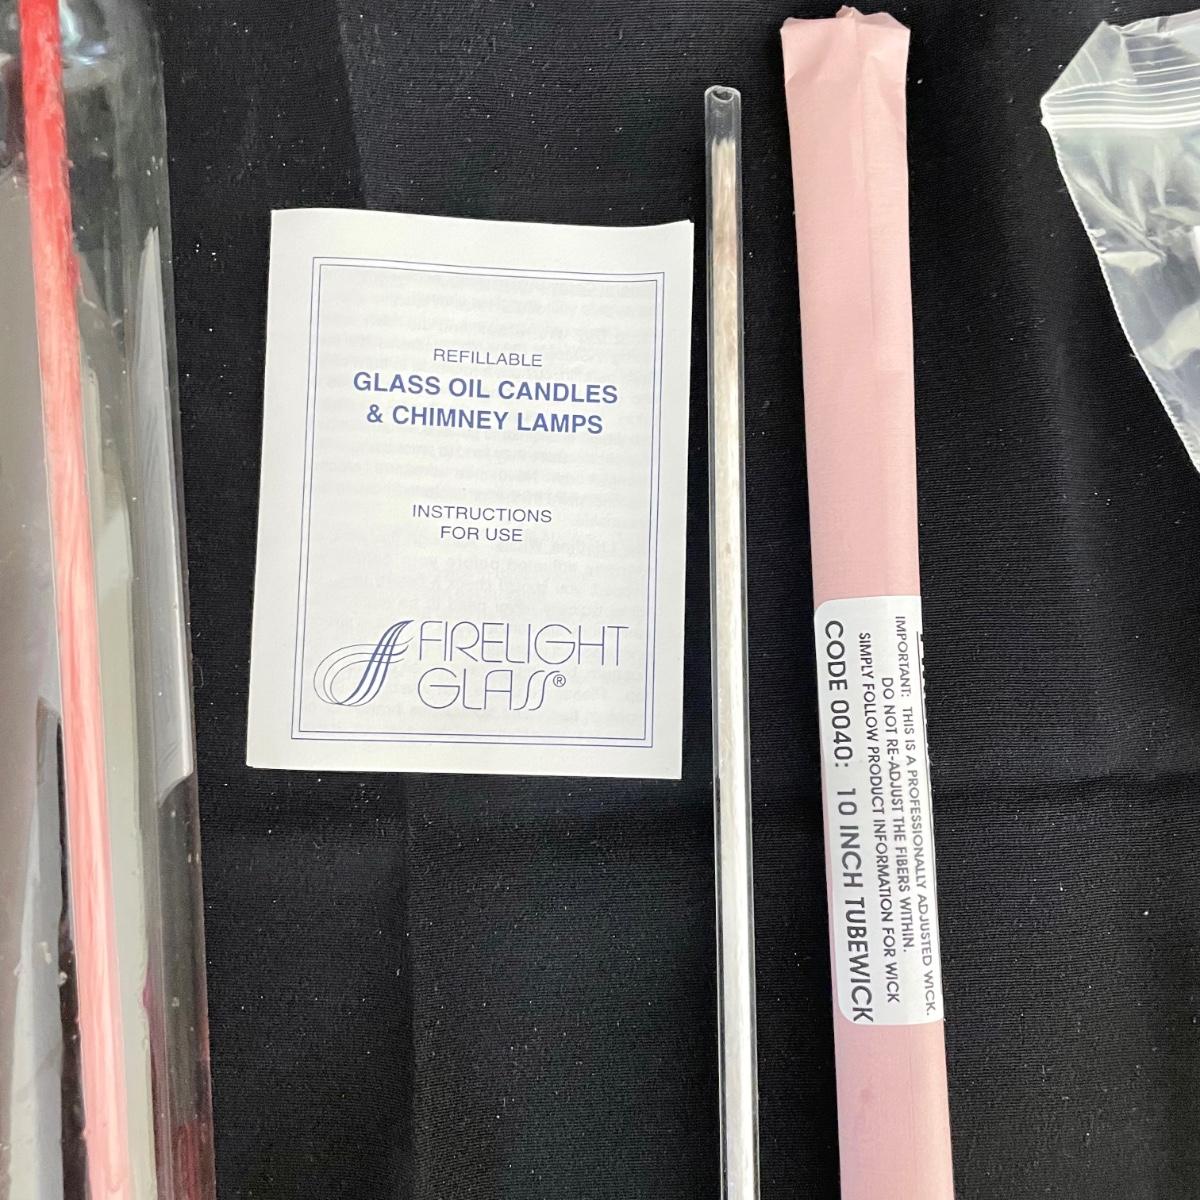 REFILLABLE
GLASS OIL CANDLES
& CHIMNEY LAMPS
INSTRUCTIONS
FOR USE
FIRELIGHT
GLASS®
IMPORTANT: THIS IS A PROFESSIONALLY ADJUSTED WICK.
DO NOT RE-ADJUST THE FIBERS WITHIN.
SIMPLY FOLLOW PRODUCT INFORMATION FOR WICK
CODE 0040: 10 INCH TUBEWICK